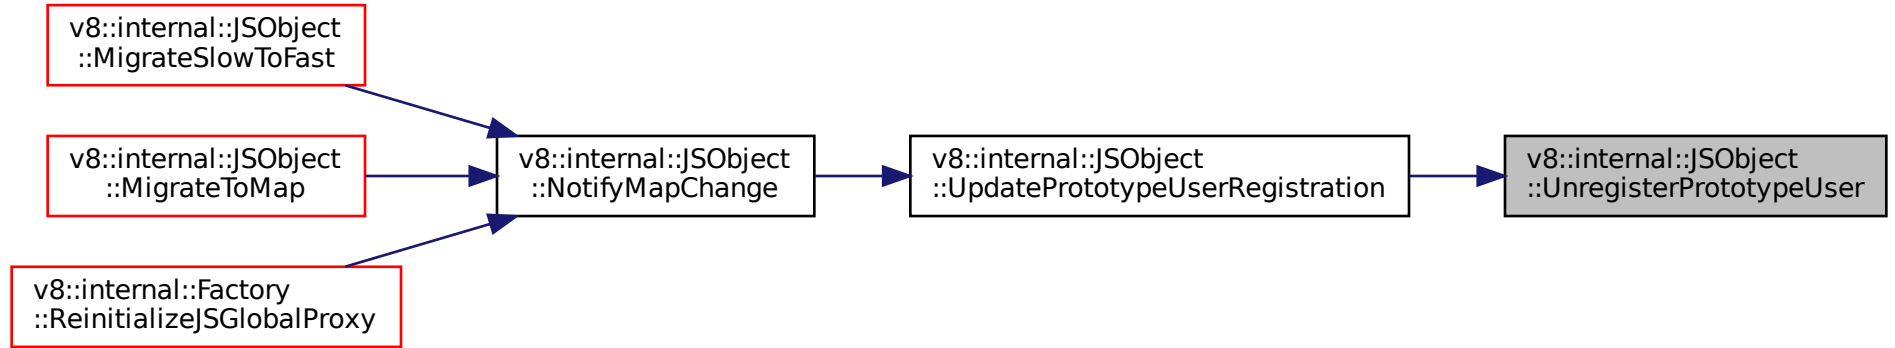 v8::internal::JSObject
::MigrateSlowToFast
v8::internal::JSObject
::MigrateToMap
v8::internal::Factory
::ReinitializeJSGlobalProxy
v8::internal::JSObject
::NotifyMapChange
v8::internal::JSObject
::UpdatePrototypeUserRegistration
v8::internal::JSObject
::UnregisterPrototypeUser